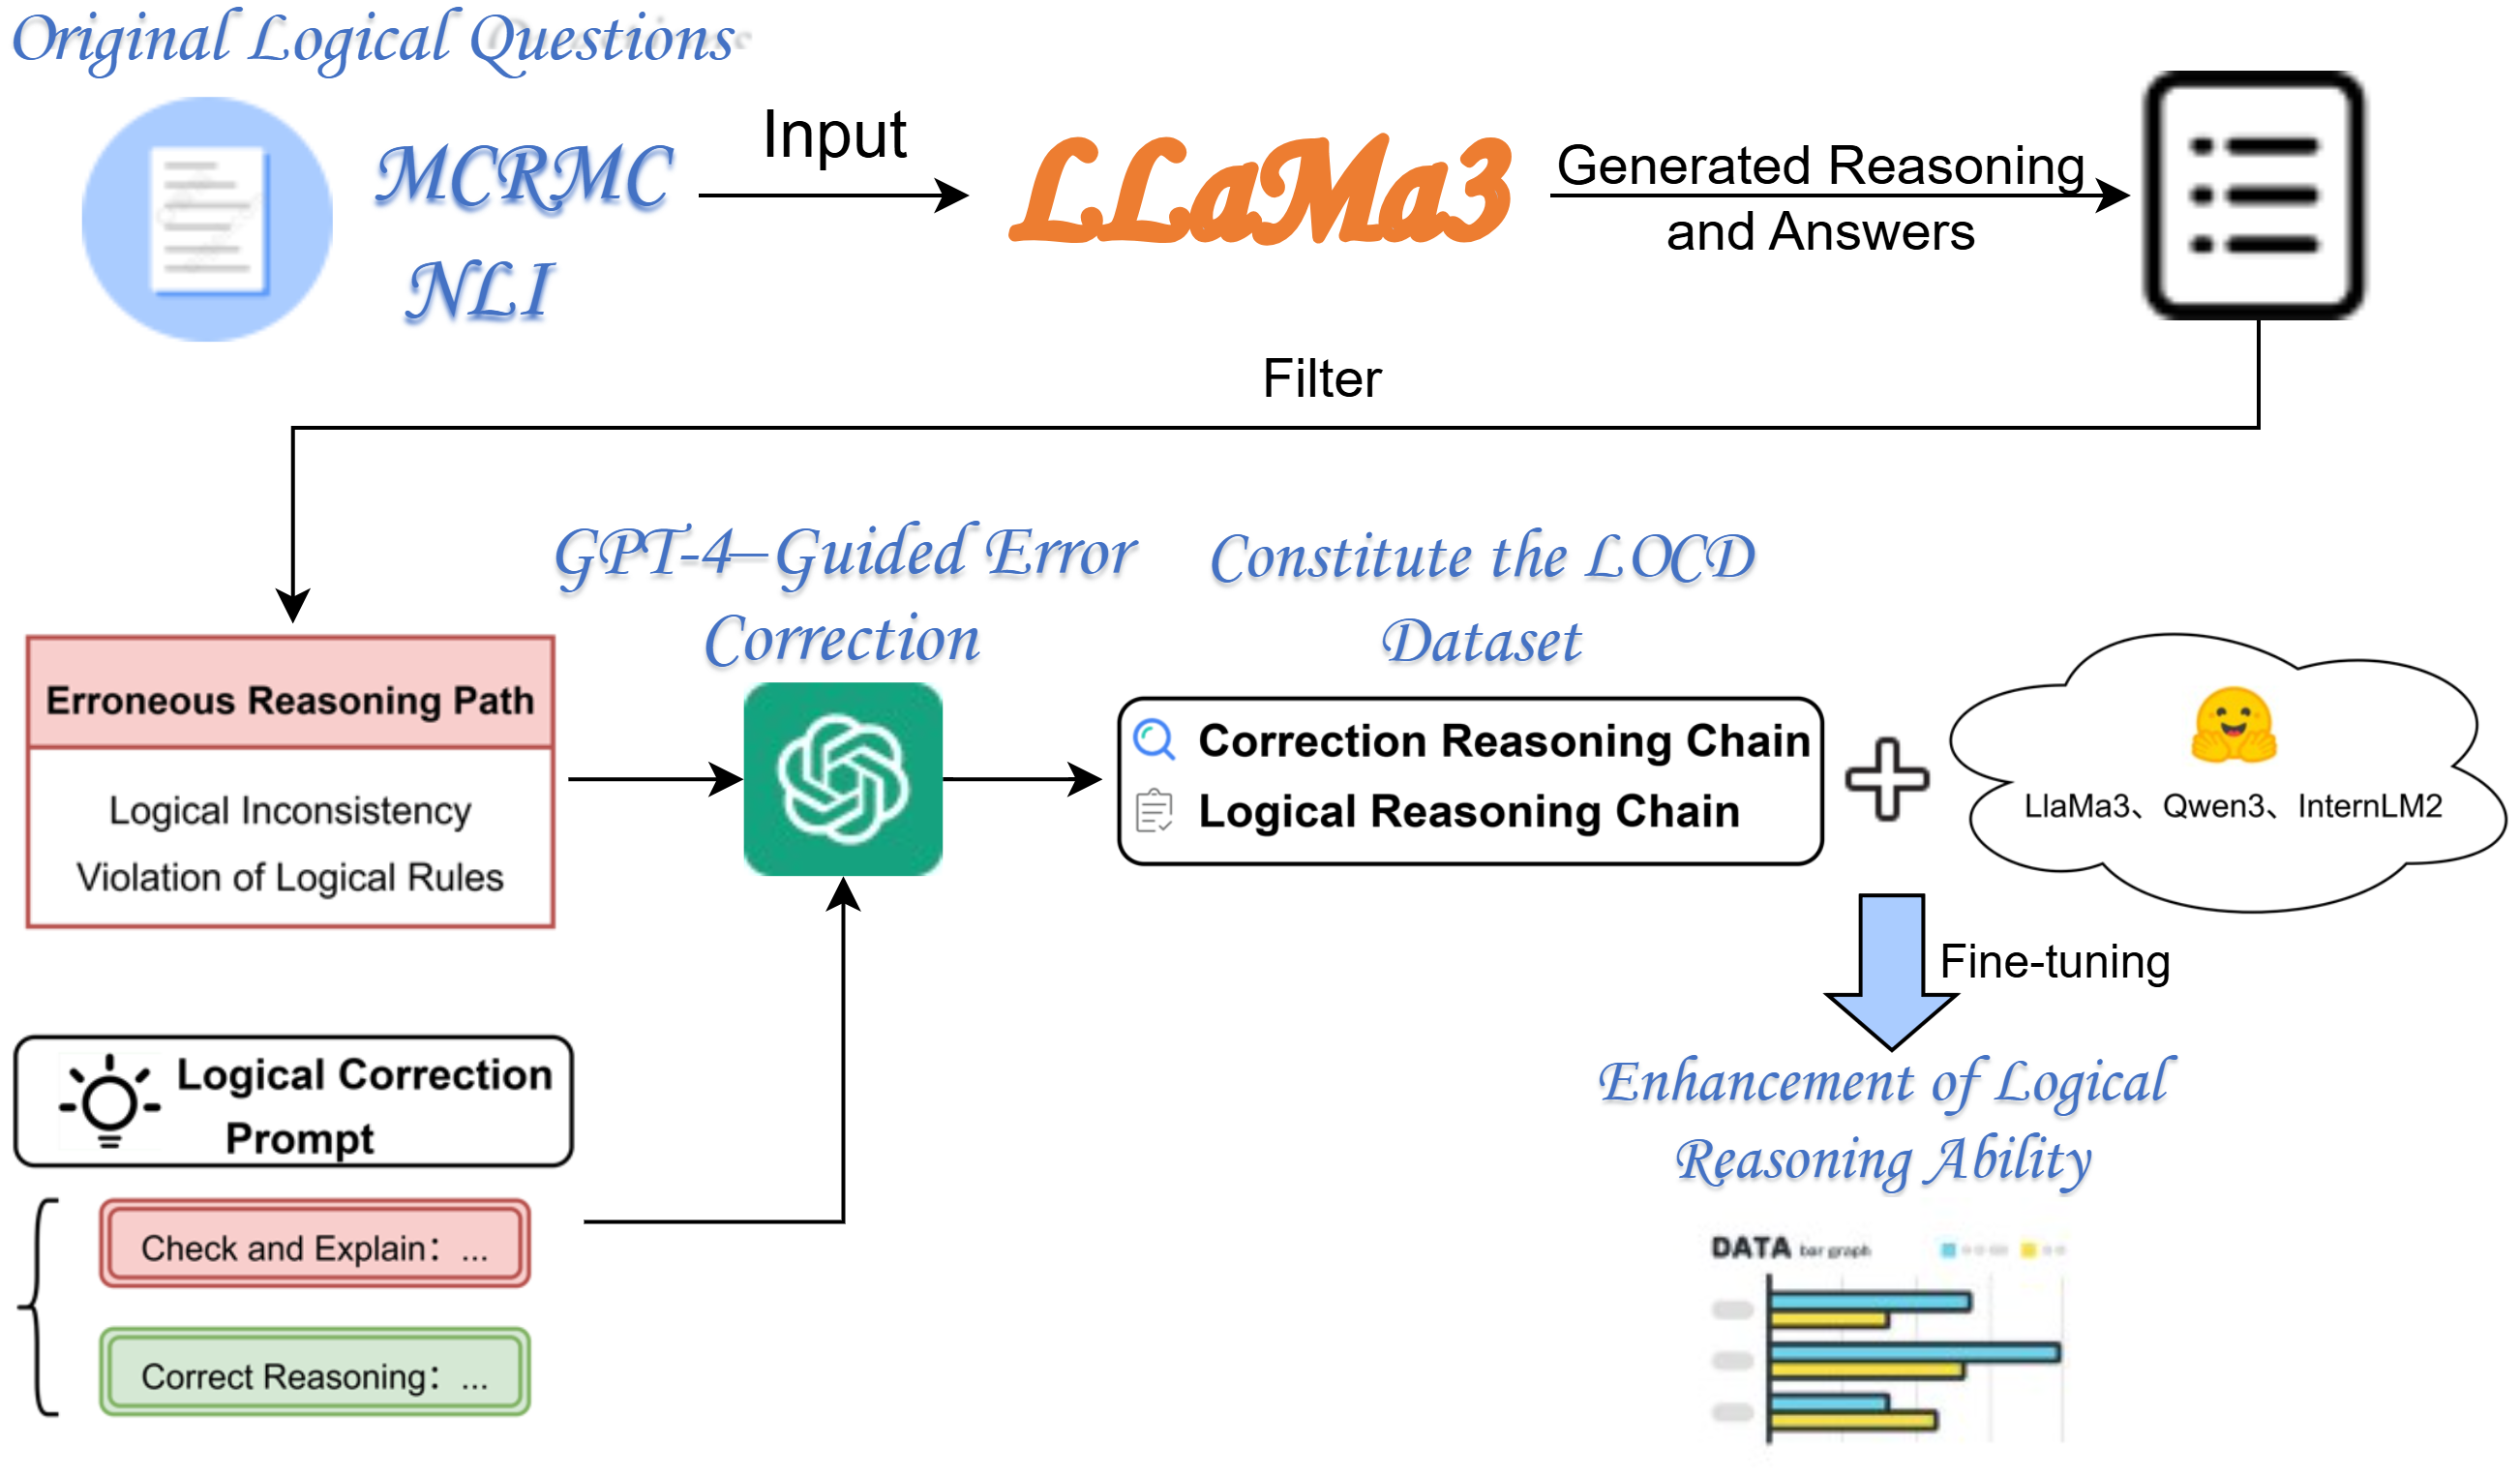 Original Logical Questions
MCRMC
NLI
Input
LLaMa3
Generated Reasoning
and Answers
Filter
GPT-4—Guided Error
Correction
Constitute the LOCD
Dataset
Erroneous Reasoning Path
Logical Inconsistency
Violation of Logical Rules
Correction Reasoning Chain
Logical Reasoning Chain
LlaMa3、Qwen3、InternLM2
Fine-tuning
Logical Correction
Prompt
Check and Explain：...
Correct Reasoning：...
Enhancement of Logical
Reasoning Ability
DATA bar graph